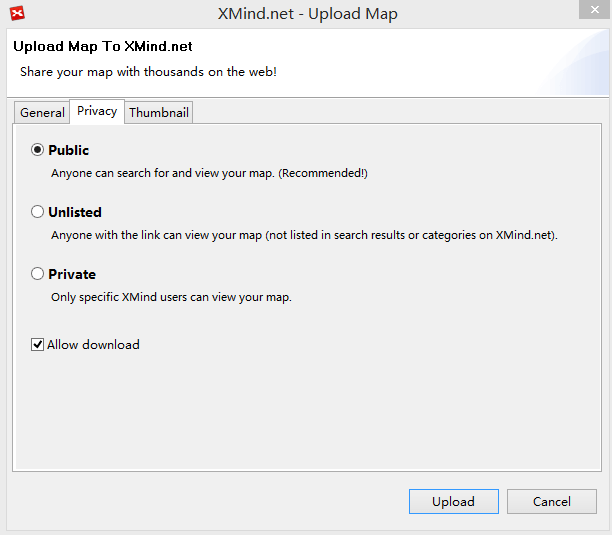 XMind.net - Upload Map
Upload Map To XMind.net
Share your map with thousands on the web!
General Privacy Thumbnail
Public
Anyone can search for and view your map. (Recommended!)
Unlisted
Anyone with the link can view your map (not listed in search results or categories on XMind.net).
Private
Only specific XMind users can view your map.
Allow download
Upload Cancel